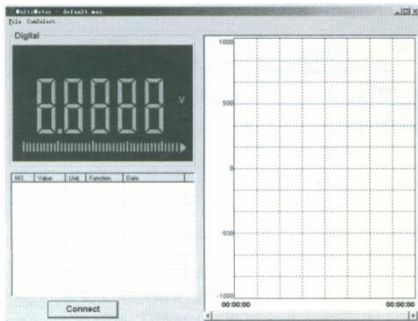 MultiMeter - default.mes
File ComSelect
Digital
8.8888
V
NO. Value Unit Function Date
Connect
1000
500
0
-500
-1000
00:00:00 00:00:00